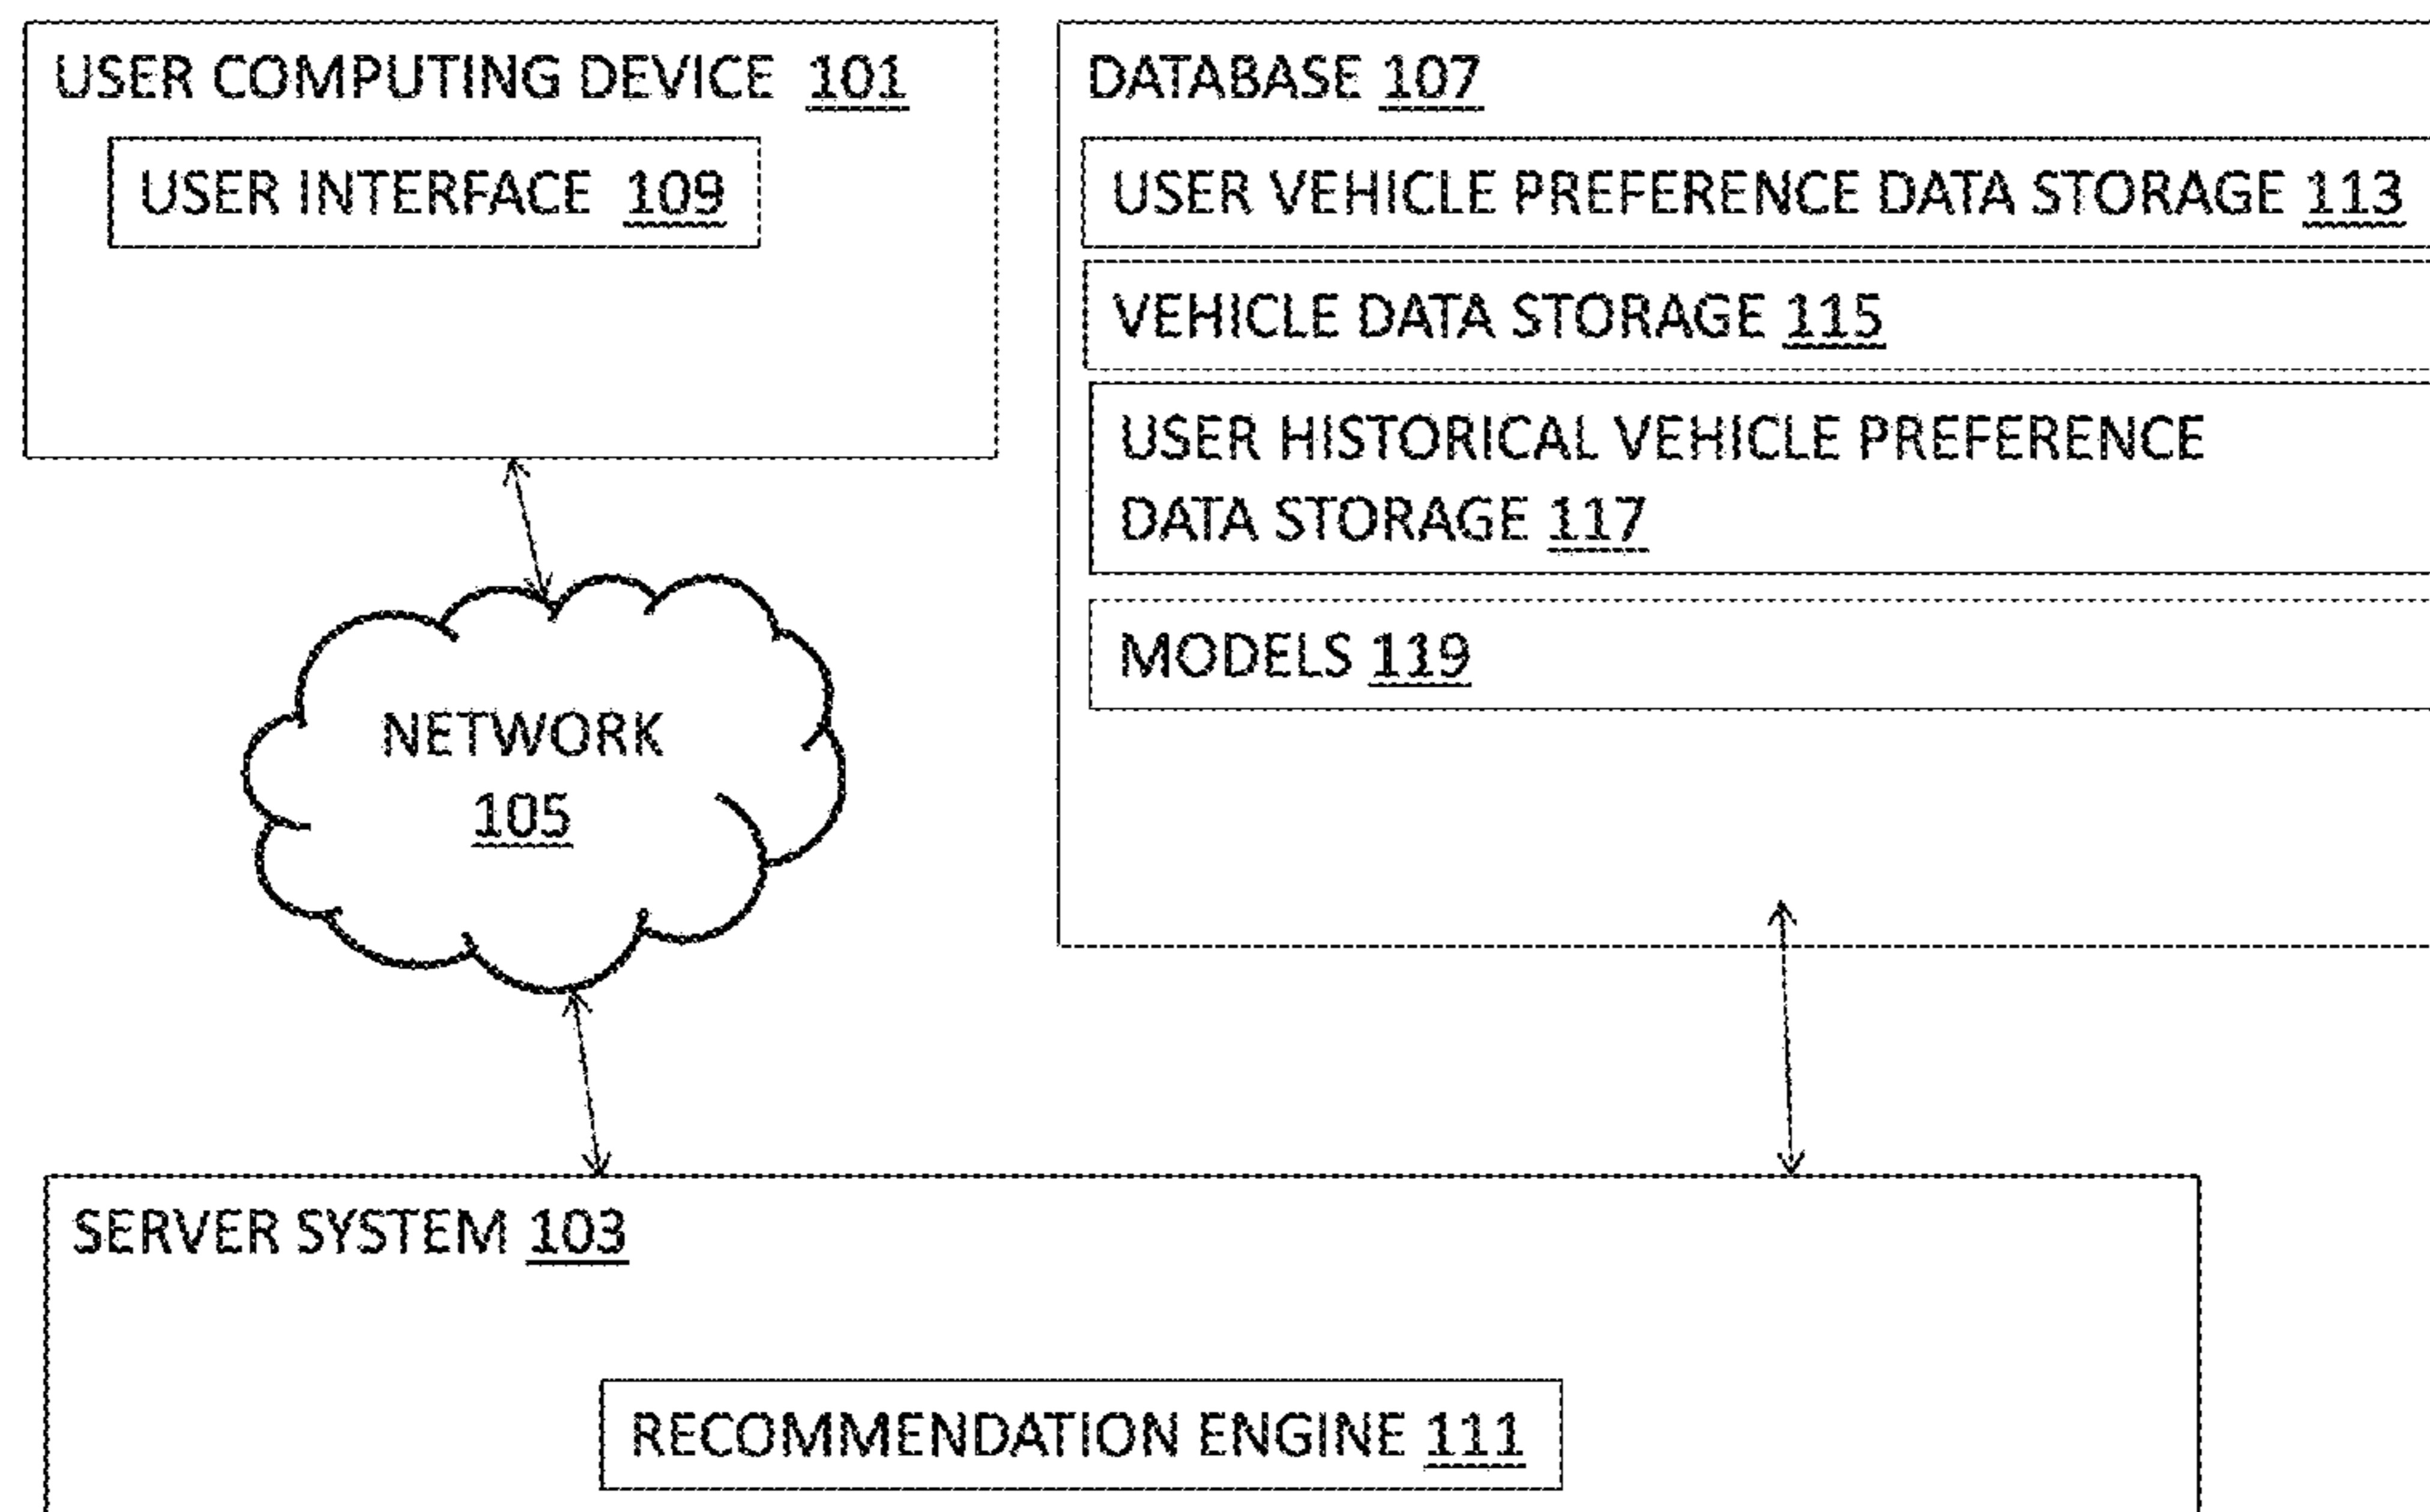 USER COMPUTING DEVICE 101
USER INTERFACE 109
DATABASE 107
USER VEHICLE PREFERENCE DATA STORAGE 113
VEHICLE DATA STORAGE 115
USER HISTORICAL VEHICLE PREFERENCE
DATA STORAGE 117
MODELS 119
NETWORK
105
SERVER SYSTEM 103
RECOMMENDATION ENGINE 111